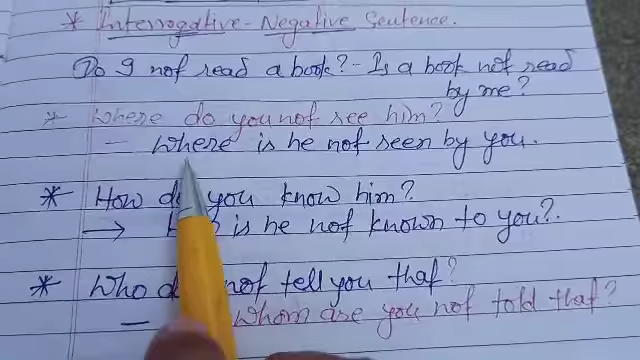 * Interrogative - Negative Sentence.
Do I not read a book? - Is a book not read
by me?
* Where do you not see him?
- Where is he not seen by you.
* How do you know him?
→ is he not known to you?.
* Who not tell you that?
- whom are you not told that?